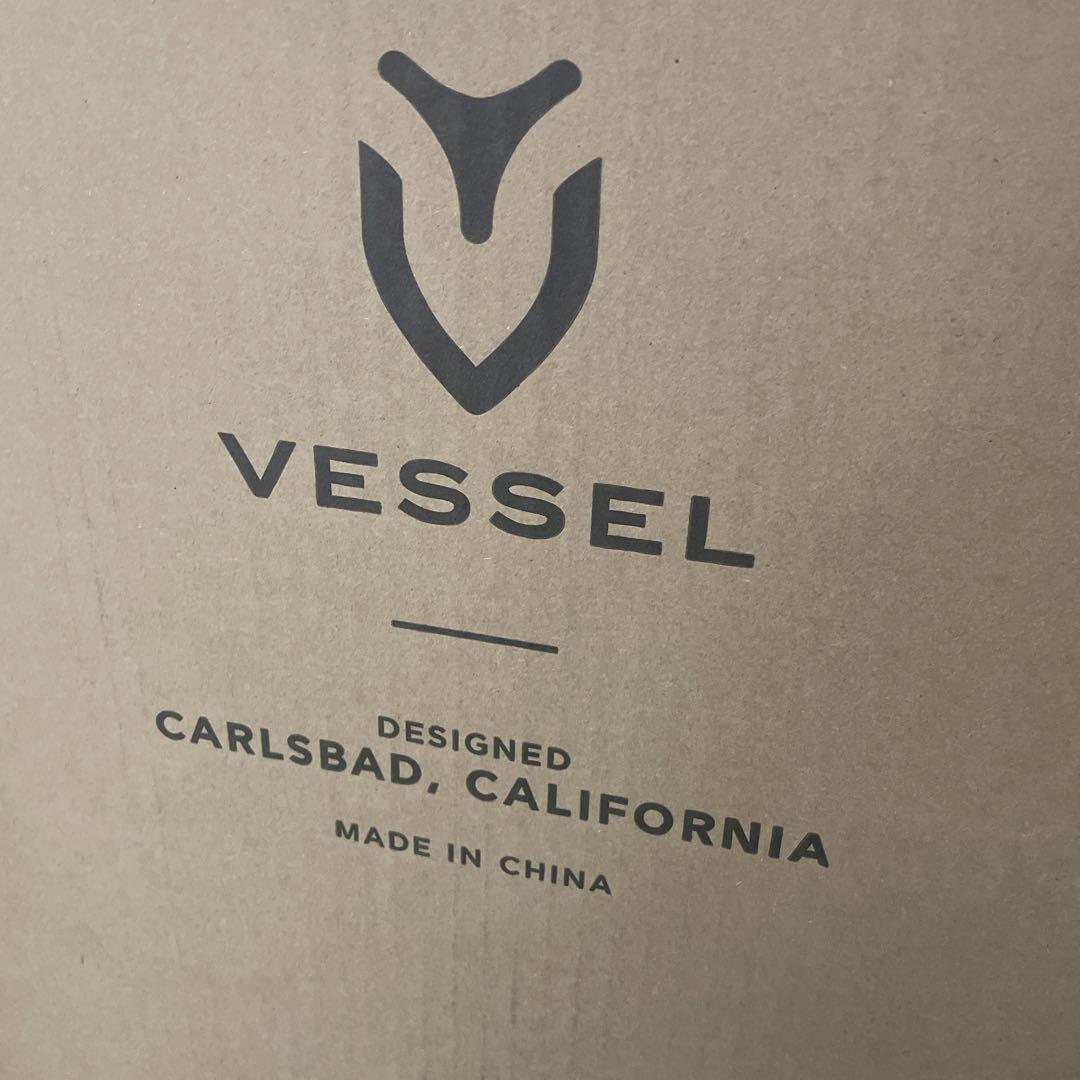 VESSEL
DESIGNED
CARLSBAD, CALIFORNIA
MADE IN CHINA